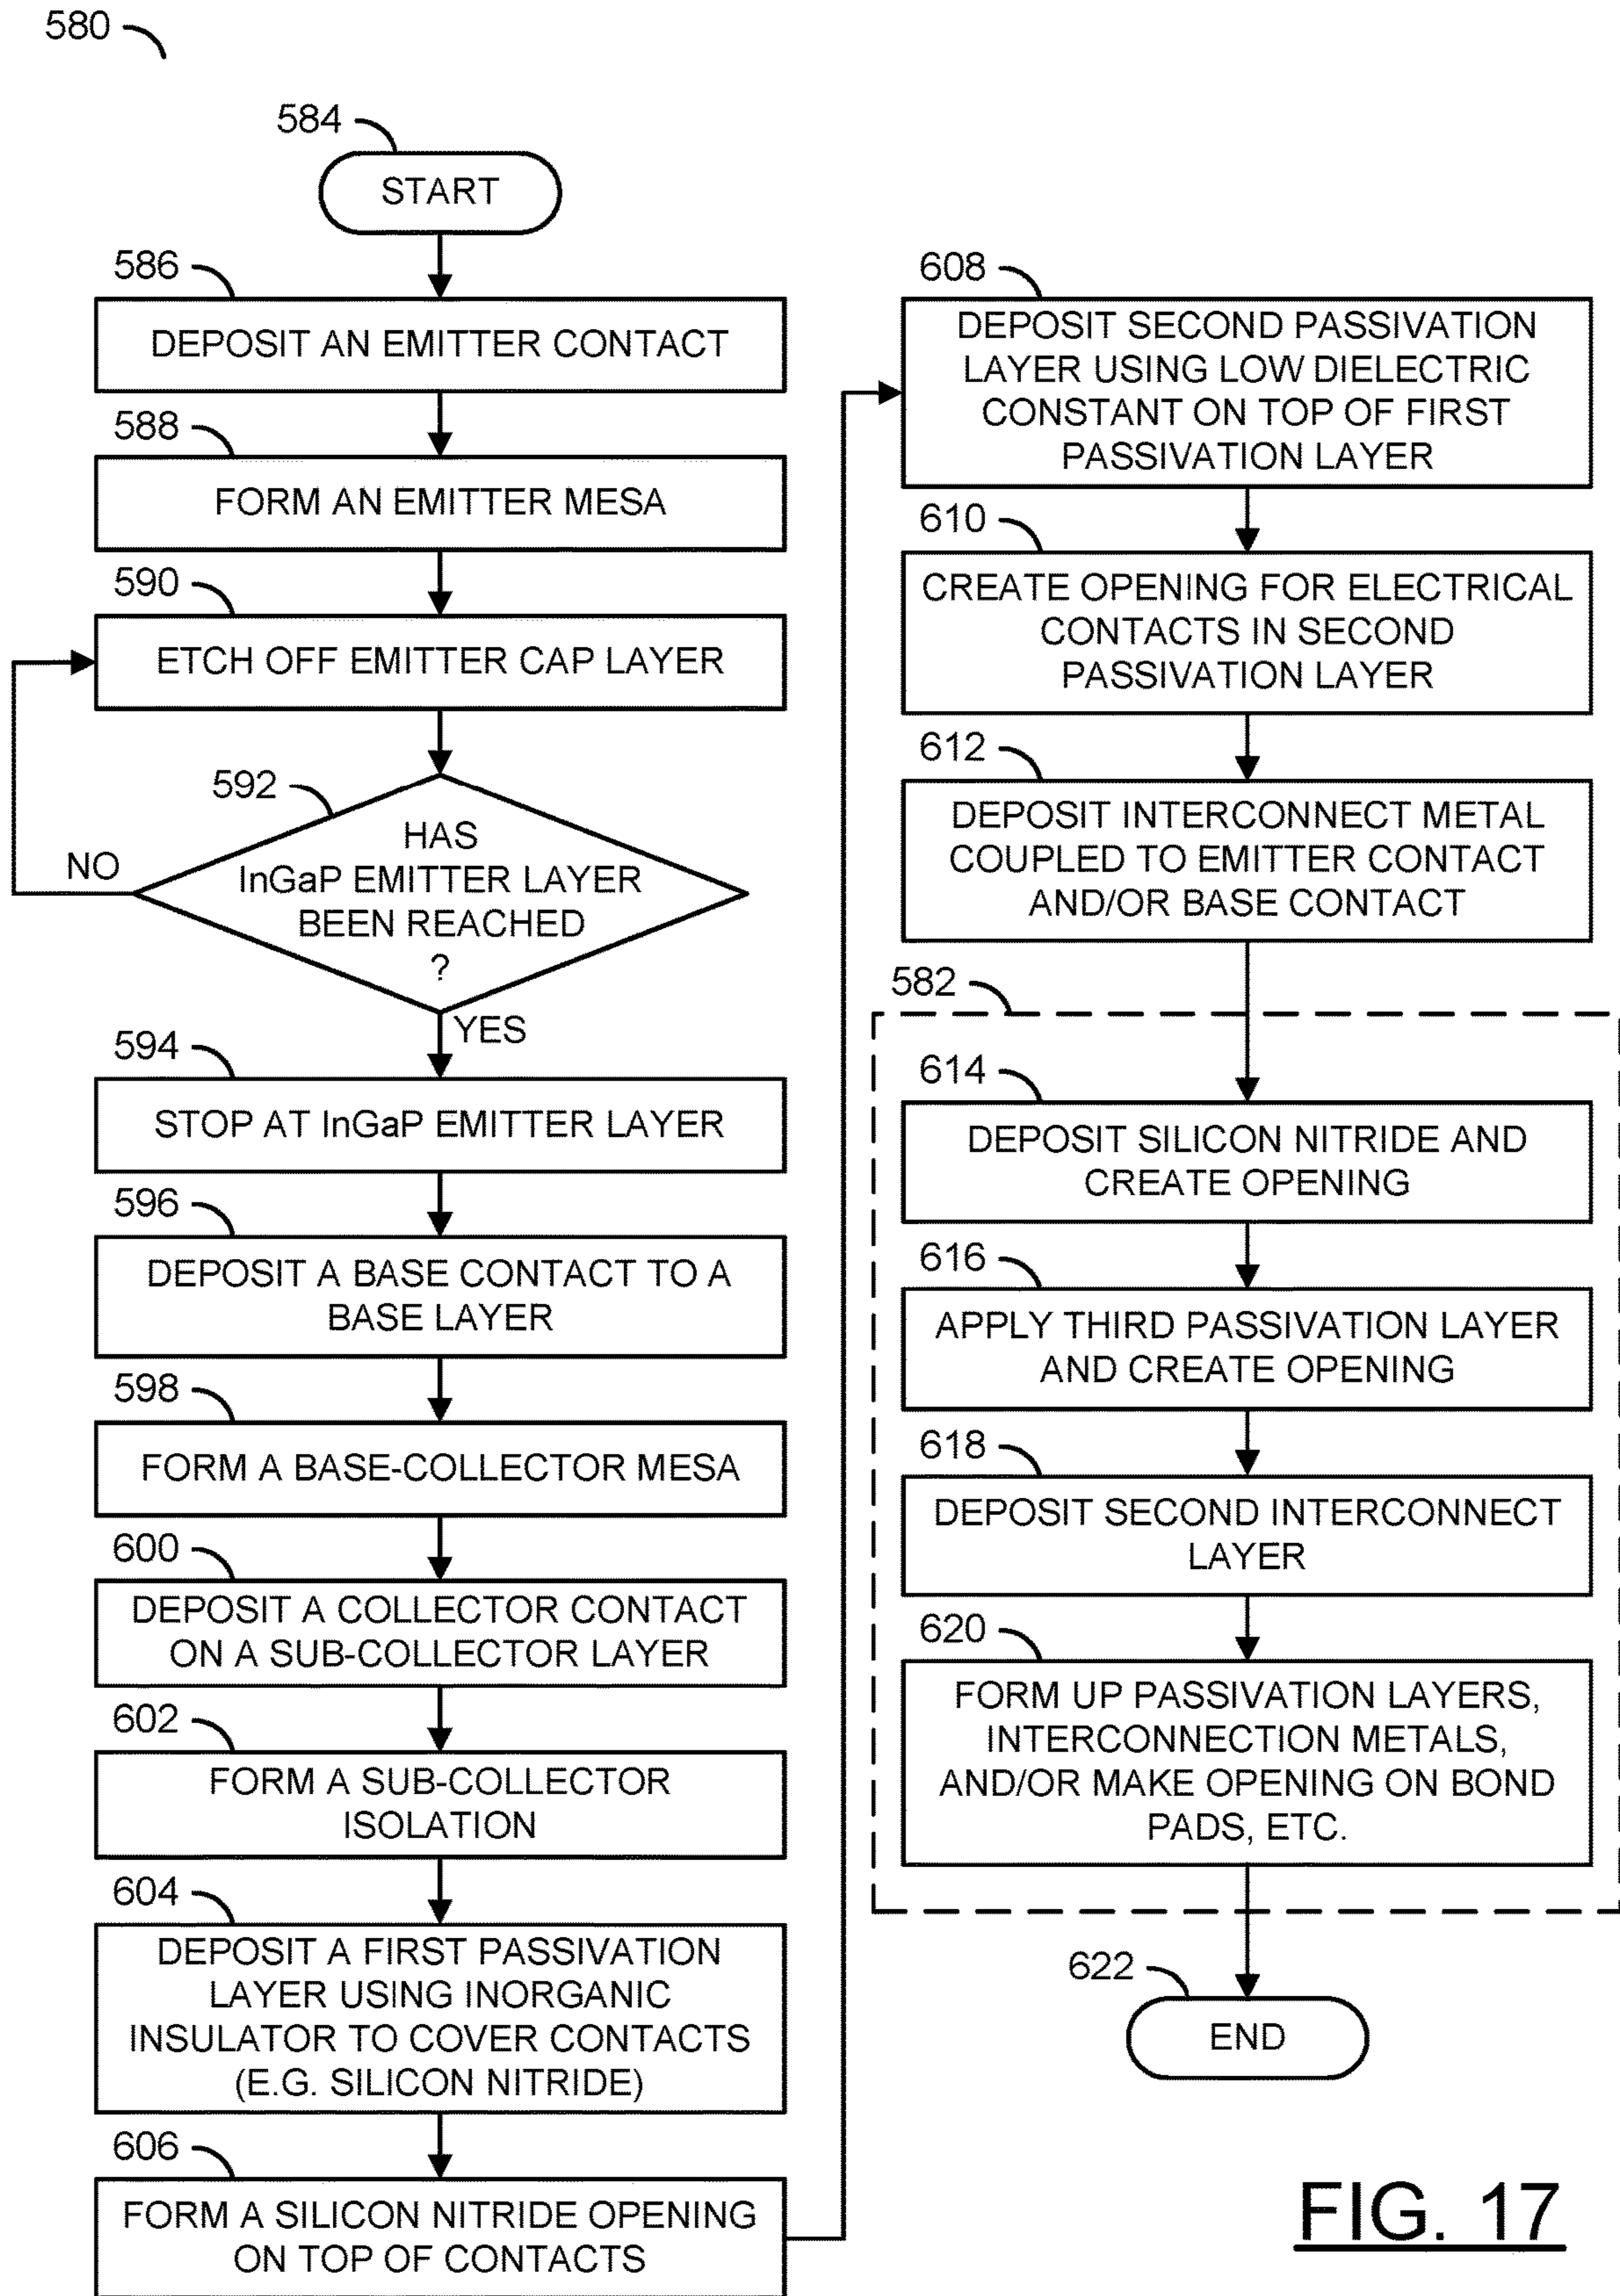 580
584
START
586
DEPOSIT AN EMITTER CONTACT
588
FORM AN EMITTER MESA
590
ETCH OFF EMITTER CAP LAYER
592
HAS
InGaP EMITTER LAYER
BEEN REACHED
?
NO
YES
594
STOP AT InGaP EMITTER LAYER
596
DEPOSIT A BASE CONTACT TO A
BASE LAYER
598
FORM A BASE-COLLECTOR MESA
600
DEPOSIT A COLLECTOR CONTACT
ON A SUB-COLLECTOR LAYER
602
FORM A SUB-COLLECTOR
ISOLATION
604
DEPOSIT A FIRST PASSIVATION
LAYER USING INORGANIC
INSULATOR TO COVER CONTACTS
(E.G. SILICON NITRIDE)
606
FORM A SILICON NITRIDE OPENING
ON TOP OF CONTACTS
608
DEPOSIT SECOND PASSIVATION
LAYER USING LOW DIELECTRIC
CONSTANT ON TOP OF FIRST
PASSIVATION LAYER
610
CREATE OPENING FOR ELECTRICAL
CONTACTS IN SECOND
PASSIVATION LAYER
612
DEPOSIT INTERCONNECT METAL
COUPLED TO EMITTER CONTACT
AND/OR BASE CONTACT
582
614
DEPOSIT SILICON NITRIDE AND
CREATE OPENING
616
APPLY THIRD PASSIVATION LAYER
AND CREATE OPENING
618
DEPOSIT SECOND INTERCONNECT
LAYER
620
FORM UP PASSIVATION LAYERS,
INTERCONNECTION METALS,
AND/OR MAKE OPENING ON BOND
PADS, ETC.
622
END
FIG. 17